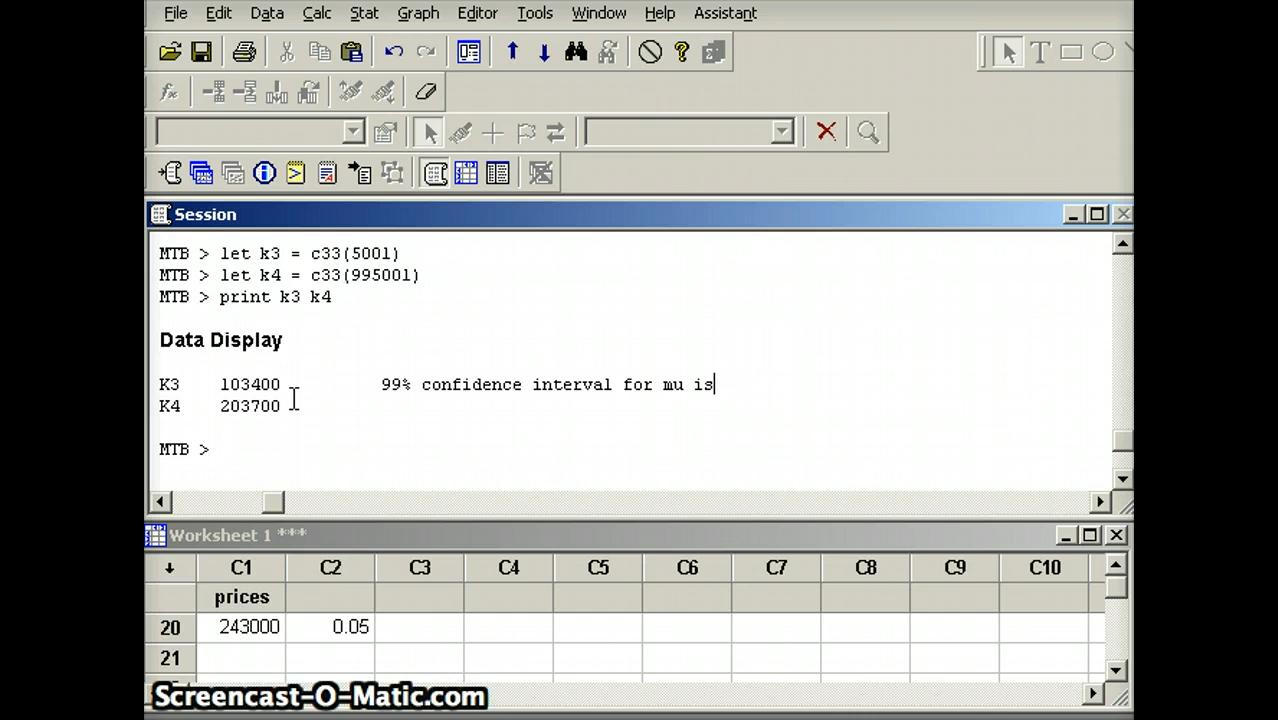 File Edit Data Calc Stat Graph Editor Tools Window Help Assistant
Session
MTB > let k3 = c33(5001)
MTB > let k4 = c33(995001)
MTB > print k3 k4
Data Display
K3 103400 99% confidence interval for mu is
K4 203700
MTB >
Worksheet 1 ***
C1 C2 C3 C4 C5 C6 C7 C8 C9 C10
prices
20 243000 0.05
21
Screencast-O-Matic.com